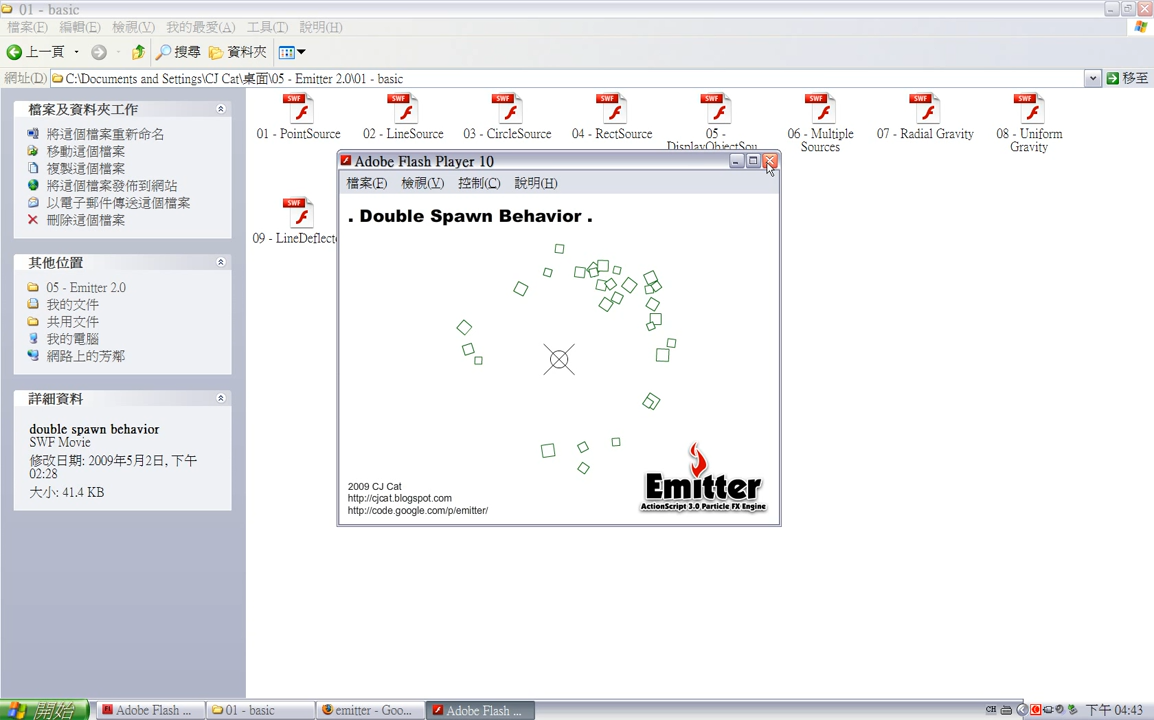 01 - basic
檔案(F) 編輯(E) 檢視(V) 我的最愛(A) 工具(T) 說明(H)
上一頁 搜尋 資料夾
網址(D) C:\Documents and Settings\CJ Cat\桌面\05 - Emitter 2.0\01 - basic 移至
檔案及資料夾工作
將這個檔案重新命名
移動這個檔案
複製這個檔案
將這個檔案發佈到網站
以電子郵件傳送這個檔案
刪除這個檔案
其他位置
05 - Emitter 2.0
我的文件
共用文件
我的電腦
網路上的芳鄰
詳細資料
double spawn behavior
SWF Movie
修改日期: 2009年5月2日, 下午
02:28
大小: 41.4 KB
SWF SWF SWF SWF SWF SWF SWF SWF
01 - PointSource 02 - LineSource 03 - CircleSource 04 - RectSource 05 - 06 - Multiple 07 - Radial Gravity 08 - Uniform
DisplayObjectSou... Sources Gravity
SWF
09 - LineDeflecto
Adobe Flash Player 10
檔案(F) 檢視(V) 控制(C) 說明(H)
. Double Spawn Behavior .
2009 CJ Cat
http://cjcat.blogspot.com
http://code.google.com/p/emitter/
Emitter
ActionScript 3.0 Particle FX Engine
開始 Adobe Flash ... 01 - basic emitter - Goo... Adobe Flash ... CH 下午 04:43